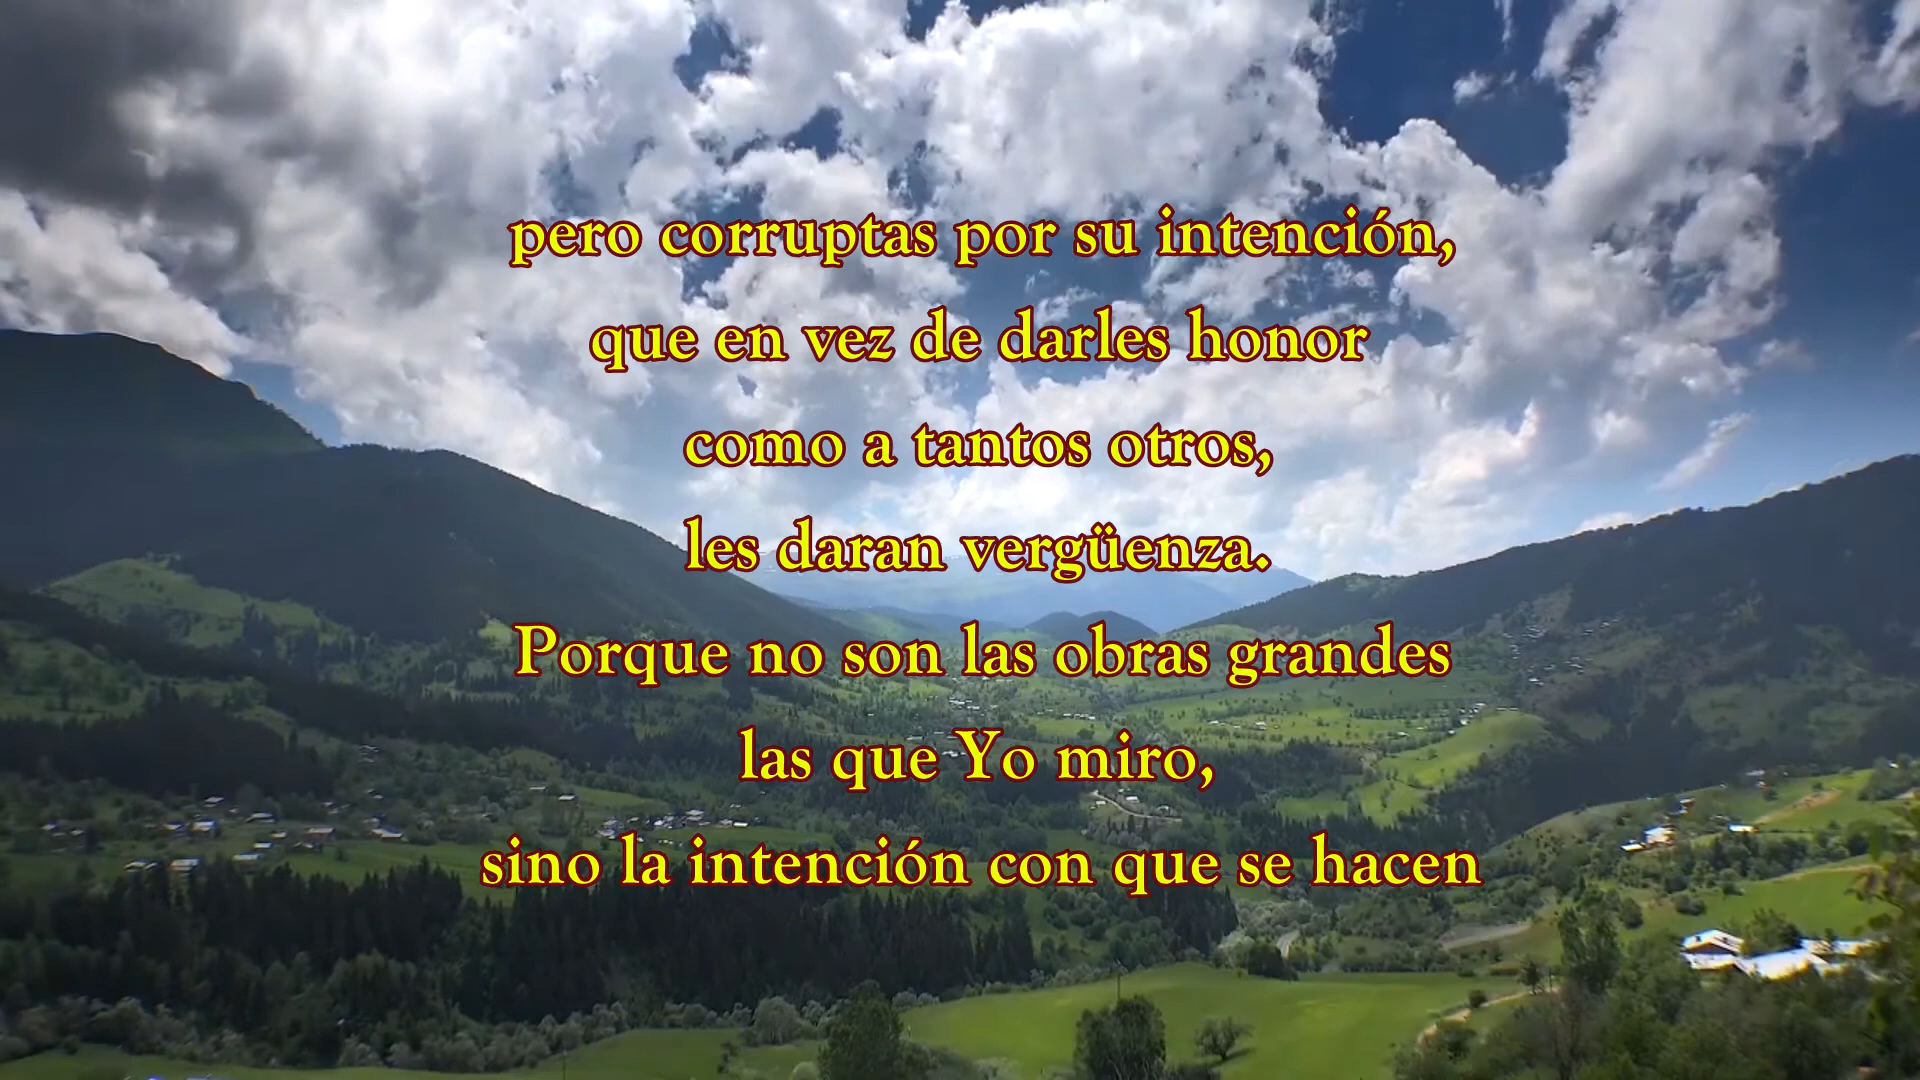 pero corruptas por su intención,
que en vez de darles honor
como a tantos otros,
les daran vergüenza.
Porque no son las obras grandes
las que Yo miro,
sino la intención con que se hacen